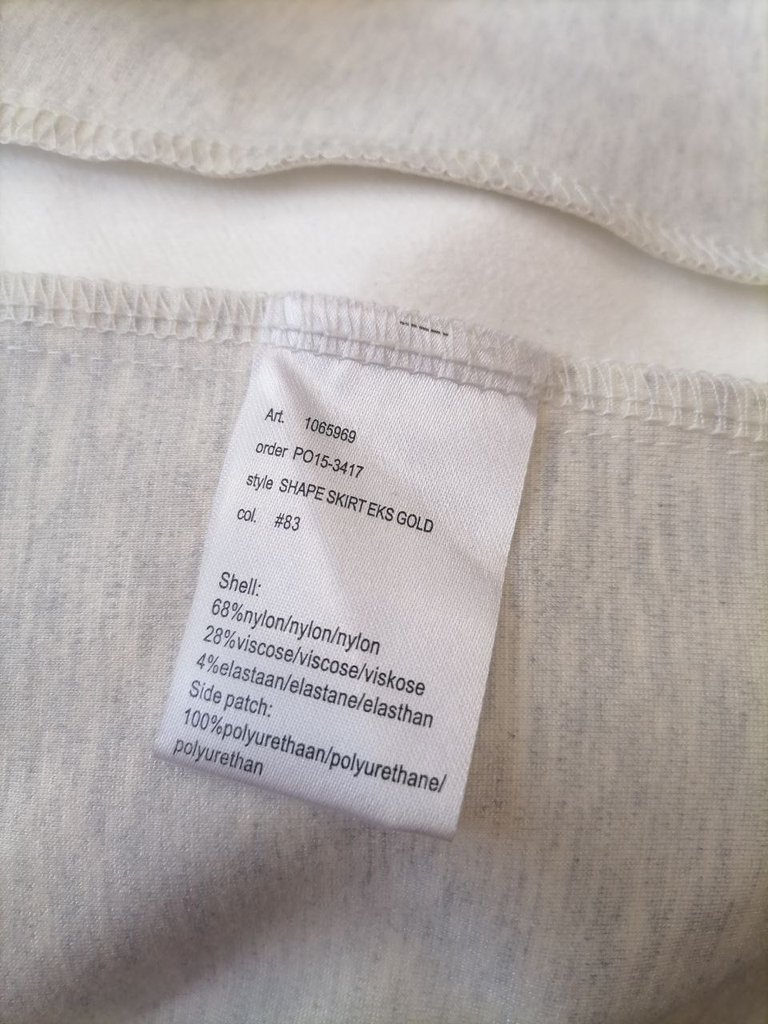 Art. 1065969
order PO15-3417
style SHAPE SKIRT EKS GOLD
col. #83
Shell:
68%nylon/nylon/nylon
28%viscose/viscose/viskose
4%elastaan/elastane/elasthan
Side patch:
100%polyurethaan/polyurethane/
polyurethan